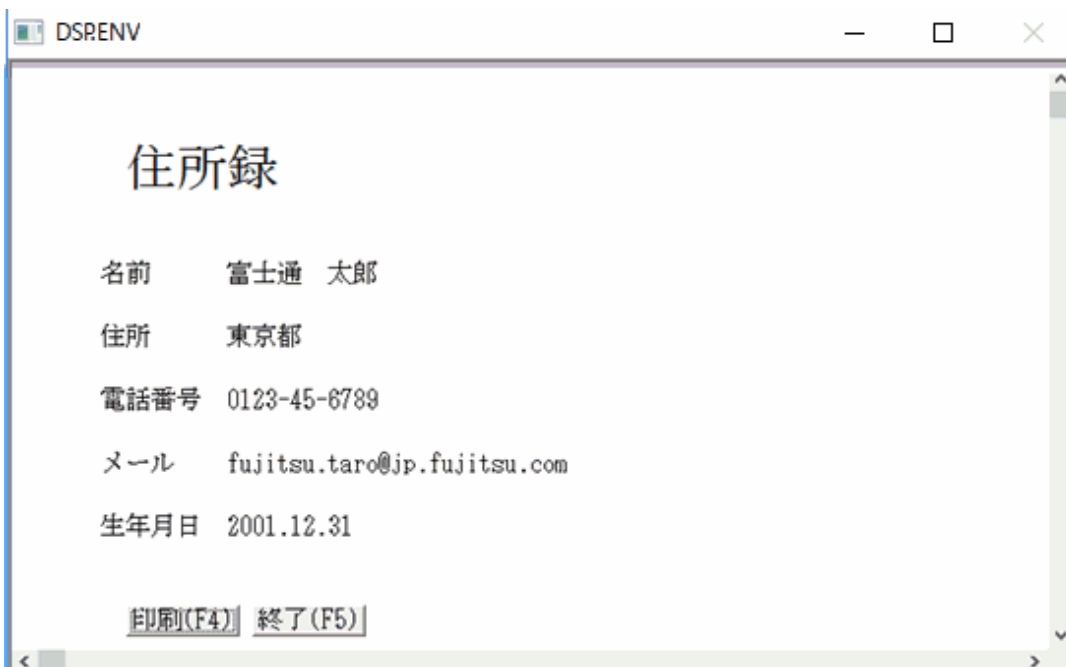 DSP.ENV
住所録
名前 富士通 太郎
住所 東京都
電話番号 0123-45-6789
メール fujitsu.taro@jp.fujitsu.com
生年月日 2001.12.31
印刷(F4) 終了(F5)